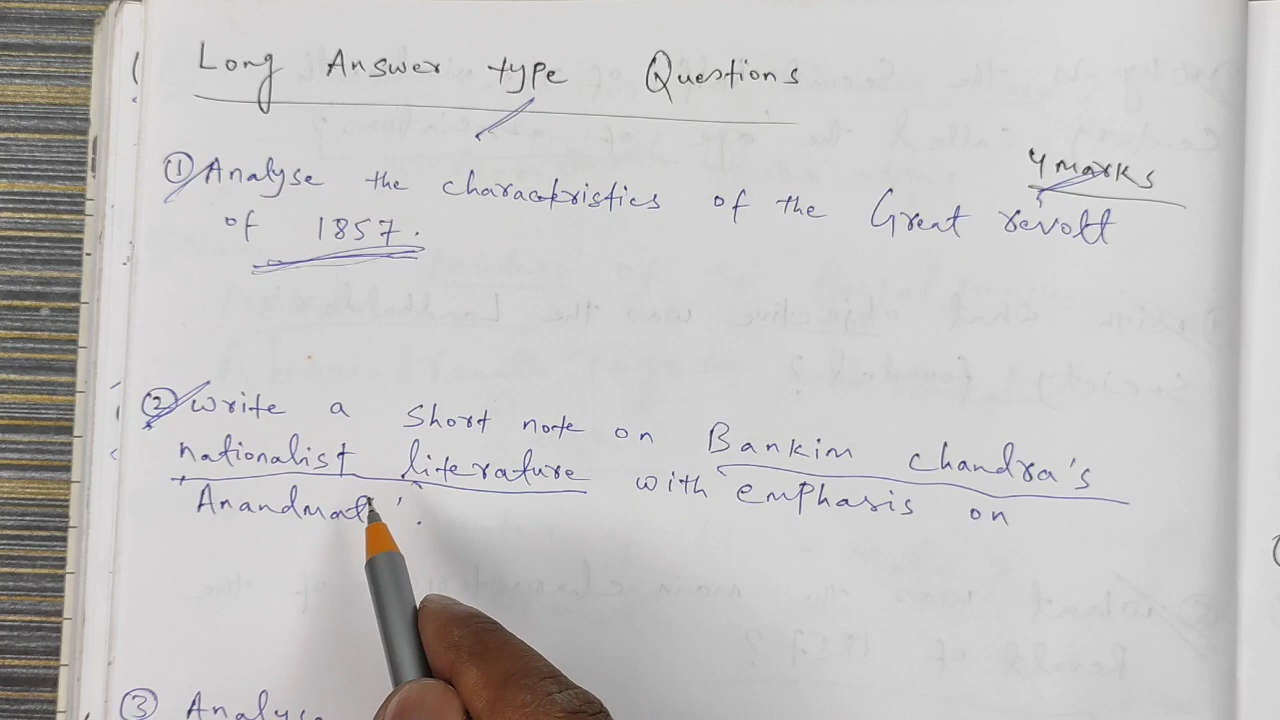 Long Answer type Questions
4 marks
① Analyse the characteristics of the Great revolt
of 1857.
② Write a short note on Bankim Chandra's
nationalist literature with emphasis on
'Anandmath'.
③ Analyse